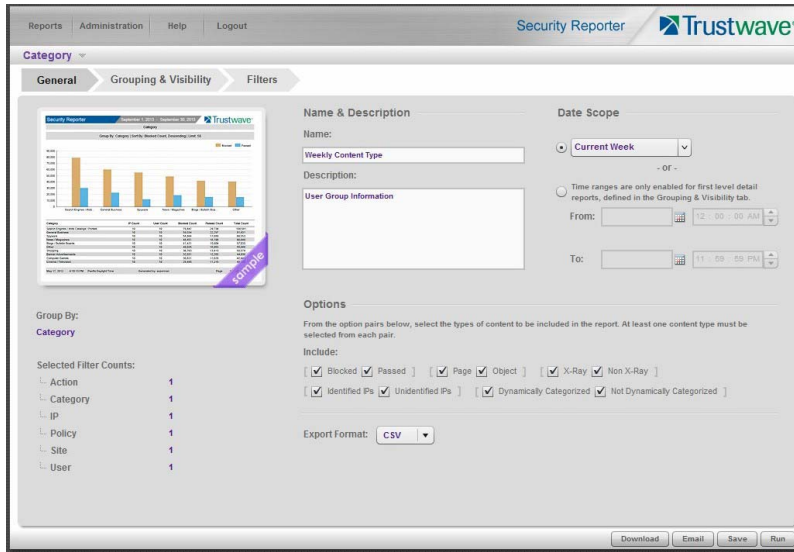 Reports Administration Help Logout
Security Reporter Trustwave
Category
General Grouping & Visibility Filters
Security Reporter Trustwave
Category
sample
Group By:
Category
Selected Filter Counts:
Action 1
Category 1
IP 1
Policy 1
Site 1
User 1
Name & Description
Name:
Weekly Content Type
Description:
User Group Information
Date Scope
Current Week
- or -
Time ranges are only enabled for first level detail
reports, defined in the Grouping & Visibility tab.
From: 12 : 00 : 00 AM
To: 11 : 59 : 59 PM
Options
From the option pairs below, select the types of content to be included in the report. At least one content type must be
selected from each pair.
Include:
[ Blocked Passed ] [ Page Object ] [ X-Ray Non X-Ray ]
[ Identified IPs Unidentified IPs ] [ Dynamically Categorized Not Dynamically Categorized ]
Export Format: CSV
Download Email Save Run